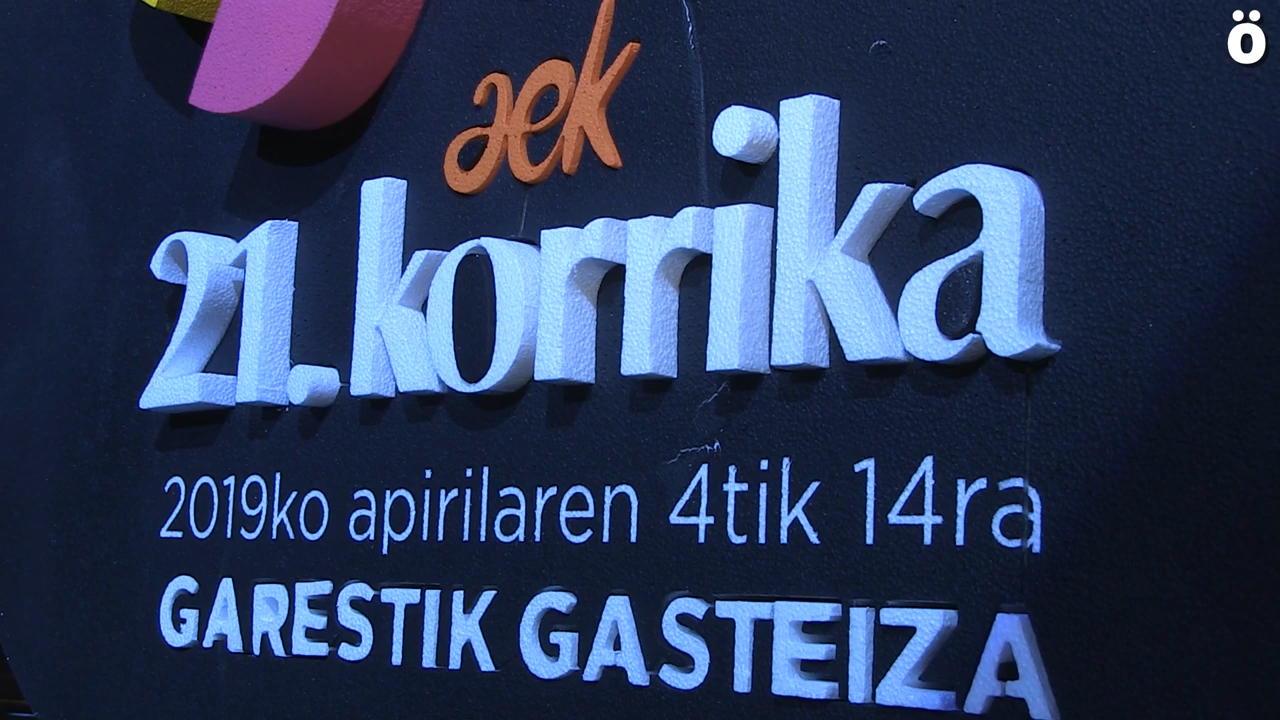 ö
aek
21. korrika
2019ko apirilaren 4tik 14ra
GARESTIK GASTEIZA